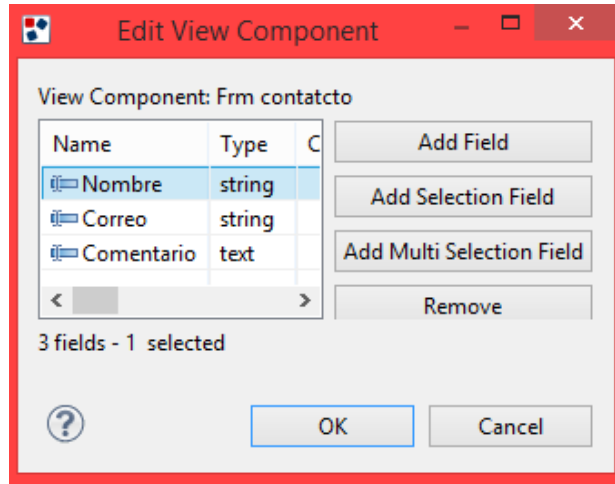 Edit View Component
View Component: Frm contatcto
Name Type C
Nombre string
Correo string
Comentario text
Add Field
Add Selection Field
Add Multi Selection Field
Remove
3 fields - 1 selected
OK Cancel